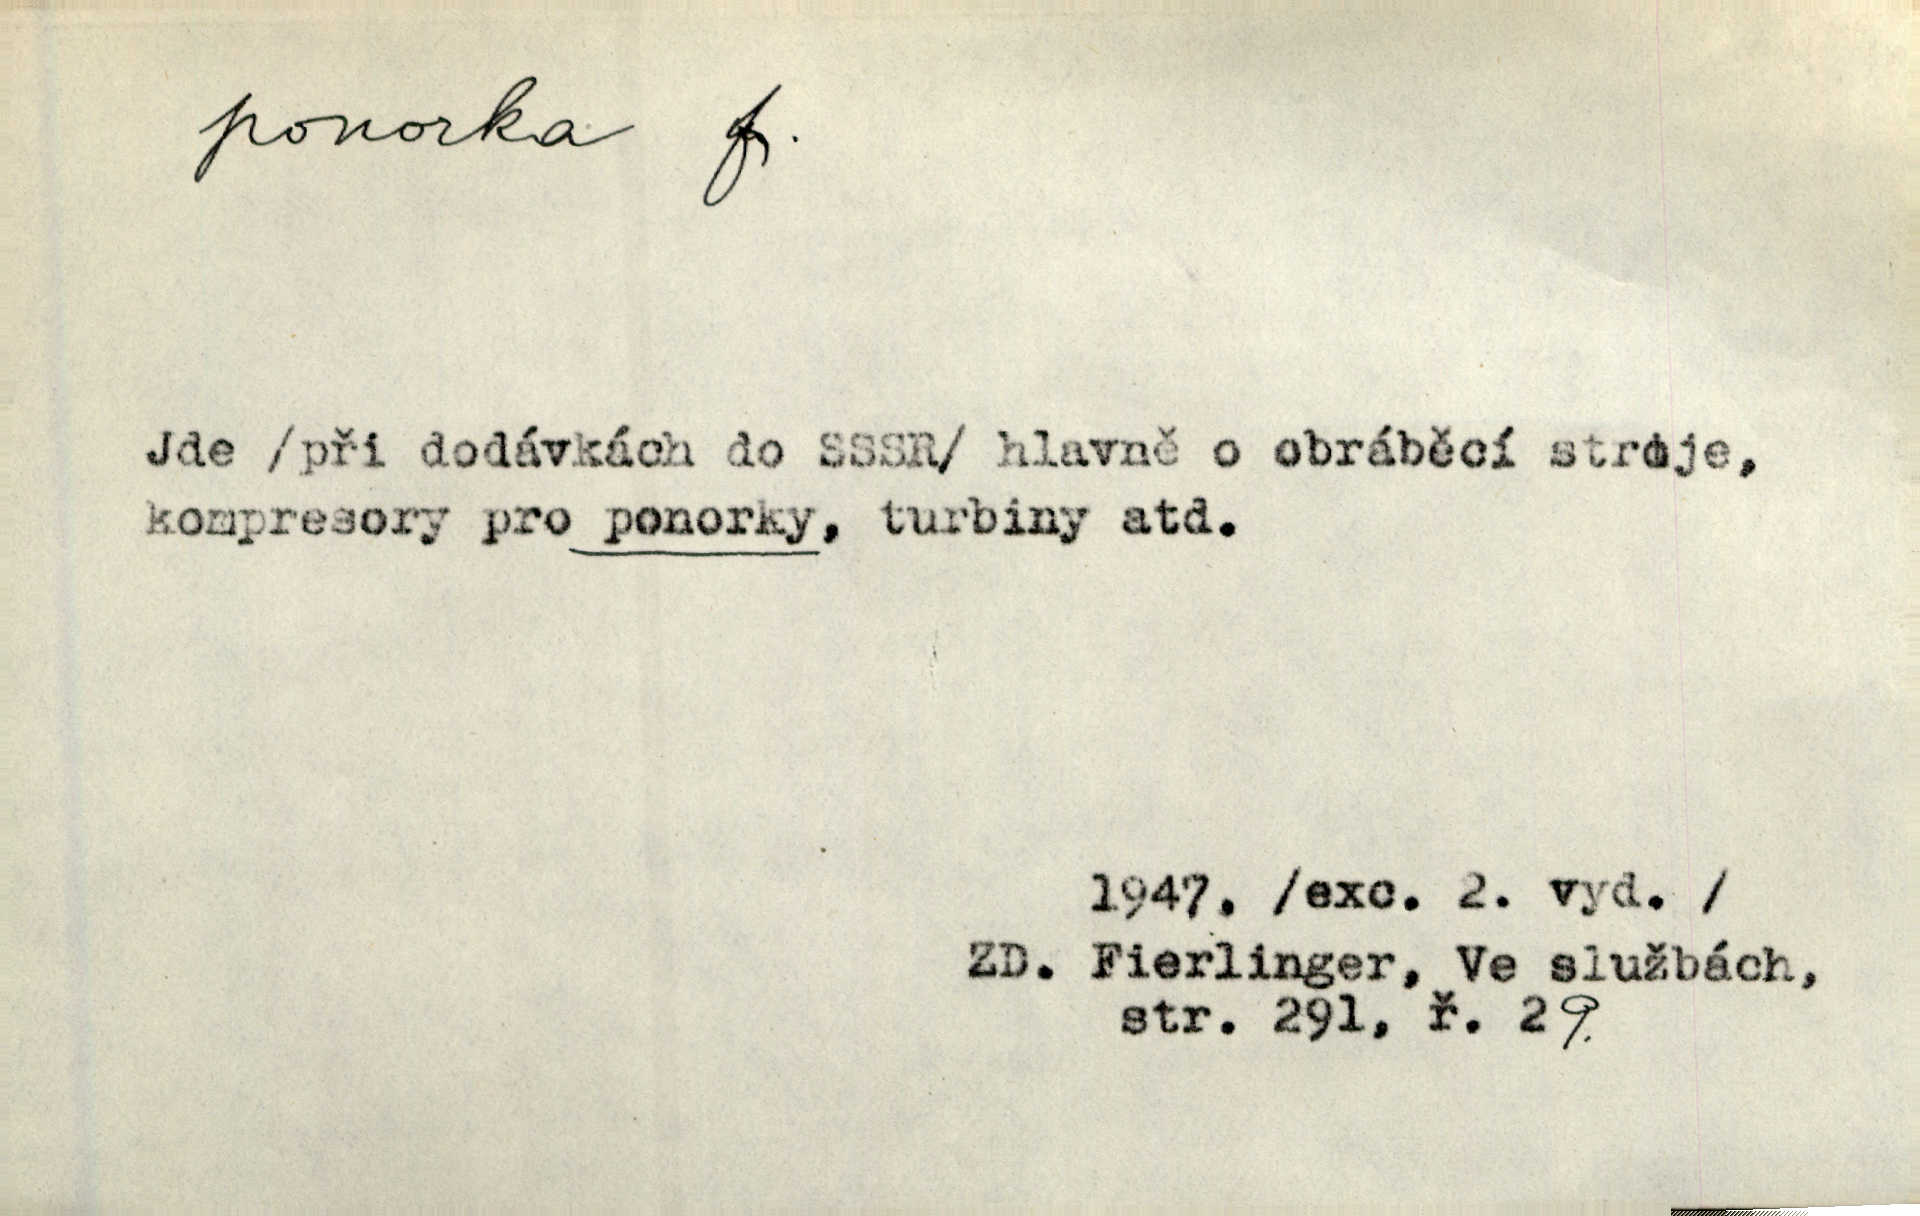 ponorka f.
Jde /při dodávkách do SSSR/ hlavně o obráběcí stroje,
kompresory pro ponorky, turbiny atd.
1947. /exc. 2. vyd. /
ZD. Fierlinger, Ve službách,
str. 291, ř. 29.